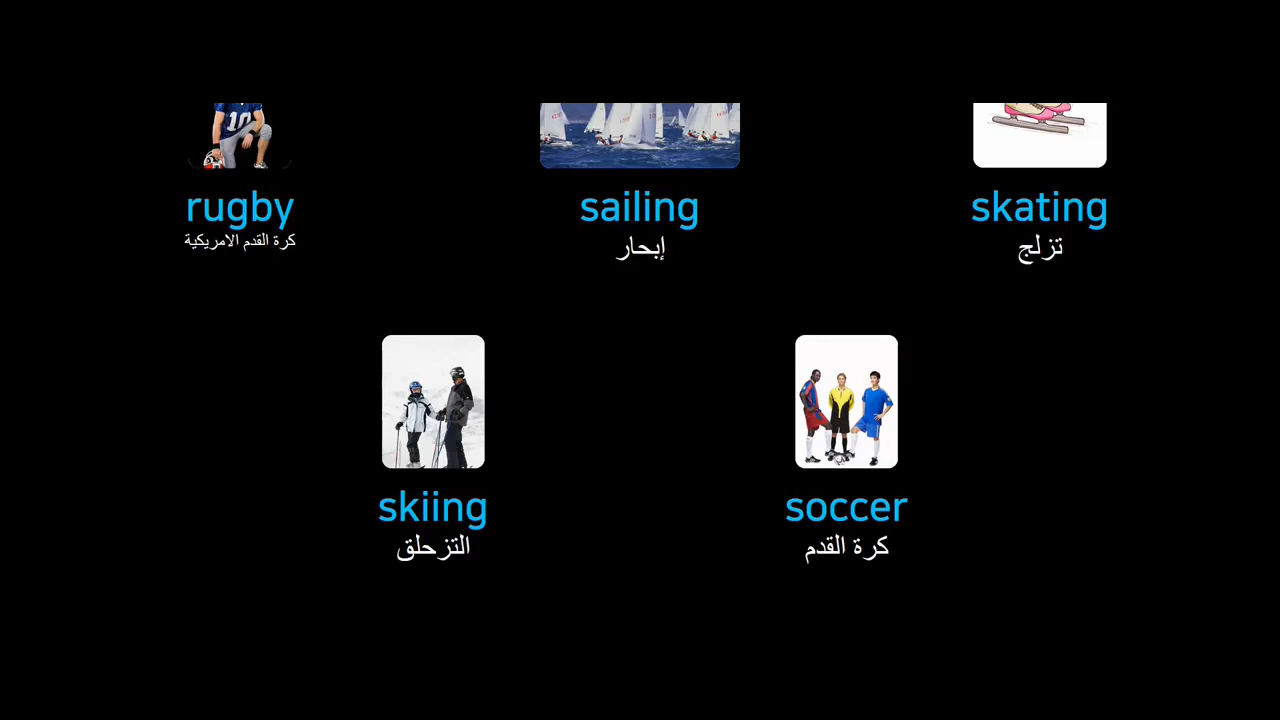 rugby
كرة القدم الامريكية
sailing
إبحار
skating
تزلج
skiing
التزحلق
soccer
كرة القدم